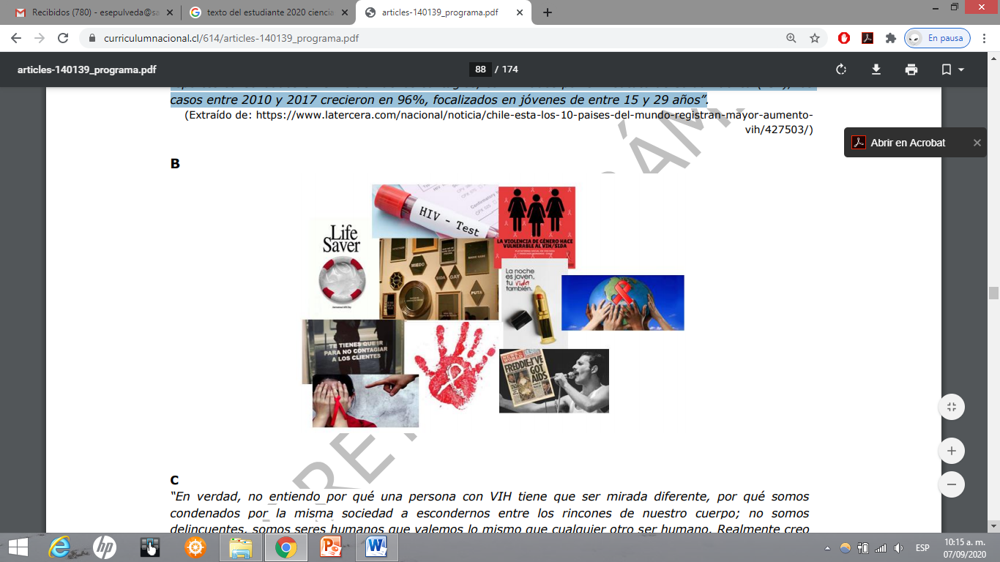 Recibidos (780) - esepulveda@sa
texto del estudiante 2020 ciencia
articles-140139_programa.pdf
curriculumnacional.cl/614/articles-140139_programa.pdf
En pausa
articles-140139_programa.pdf
88 / 174
casos entre 2010 y 2017 crecieron en 96%, focalizados en jóvenes de entre 15 y 29 años”.
(Extraído de: https://www.latercera.com/nacional/noticia/chile-esta-los-10-paises-del-mundo-registran-mayor-aumento-
vih/427503/)
Abrir en Acrobat
B
HIV - Test
LA VIOLENCIA DE GÉNERO HACE
VULNERABLE AL VIH/SIDA
Life
Saver
MIEDO
SIDA GAY
PUTA
La noche
es joven,
tu vida
también.
TE TIENES QUE IR
PARA NO CONTAGIAR
A LOS CLIENTES
FREDDIE: I'VE
GOT
AIDS
C
“En verdad, no entiendo por qué una persona con VIH tiene que ser mirada diferente, por qué somos
condenados por la misma sociedad a escondernos entre los rincones de nuestro cuerpo; no somos
delincuentes, somos seres humanos que valemos lo mismo que cualquier otro ser humano. Realmente creo
hp
ESP
10:15 a. m.
07/09/2020